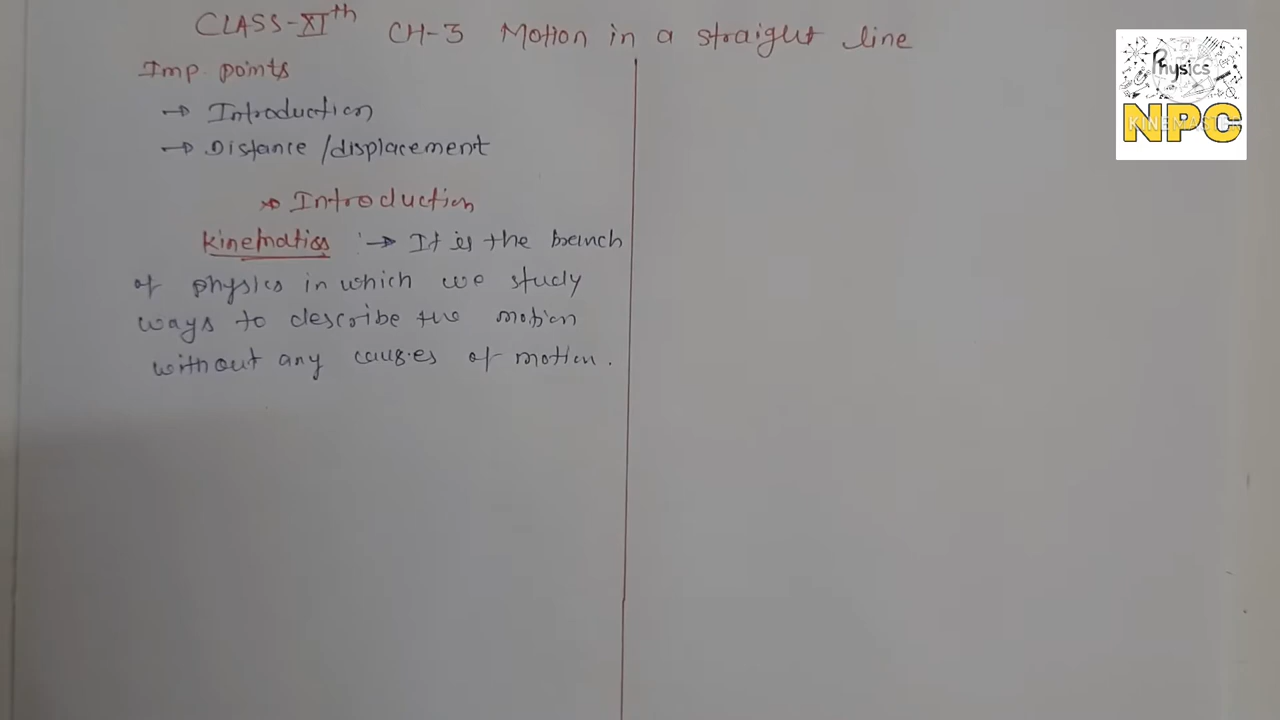 CLASS-XIth CH-3 Motion in a straight line
Imp. points
→ Introduction
→ Distance/displacement
Introduction
Kinematics :→ It is the branch
of physics in which we study
ways to describe the motion
without any causes of motion.
Physics
NPC
KINEMASTER